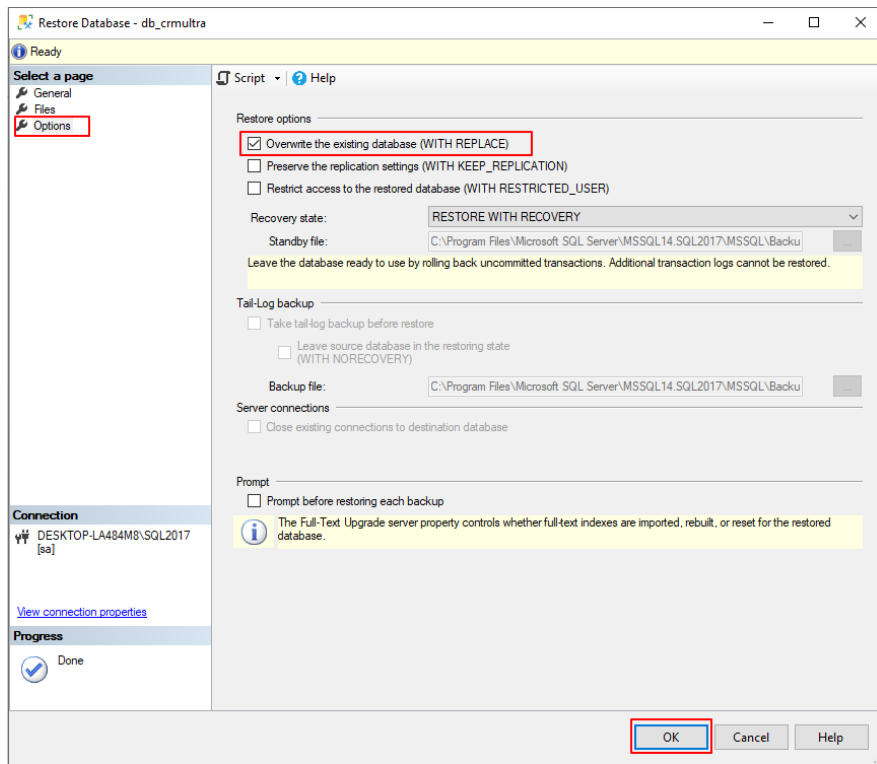 Restore Database - db_crmultra
Ready
Select a page
General
Files
Options
Script
Help
Restore options
Overwrite the existing database (WITH REPLACE)
Preserve the replication settings (WITH KEEP_REPLICATION)
Restrict access to the restored database (WITH RESTRICTED_USER)
Recovery state:
RESTORE WITH RECOVERY
Standby file:
C:\Program Files\Microsoft SQL Server\MSSQL14.SQL2017\MSSQL\Backu
...
Leave the database ready to use by rolling back uncommitted transactions. Additional transaction logs cannot be restored.
Tail-Log backup
Take tail-log backup before restore
Leave source database in the restoring state
(WITH NORECOVERY)
Backup file:
C:\Program Files\Microsoft SQL Server\MSSQL14.SQL2017\MSSQL\Backu
...
Server connections
Close existing connections to destination database
Prompt
Prompt before restoring each backup
The Full-Text Upgrade server property controls whether full-text indexes are imported, rebuilt, or reset for the restored
database.
Connection
DESKTOP-LA484M8\SQL2017
[sa]
View connection properties
Progress
Done
OK
Cancel
Help